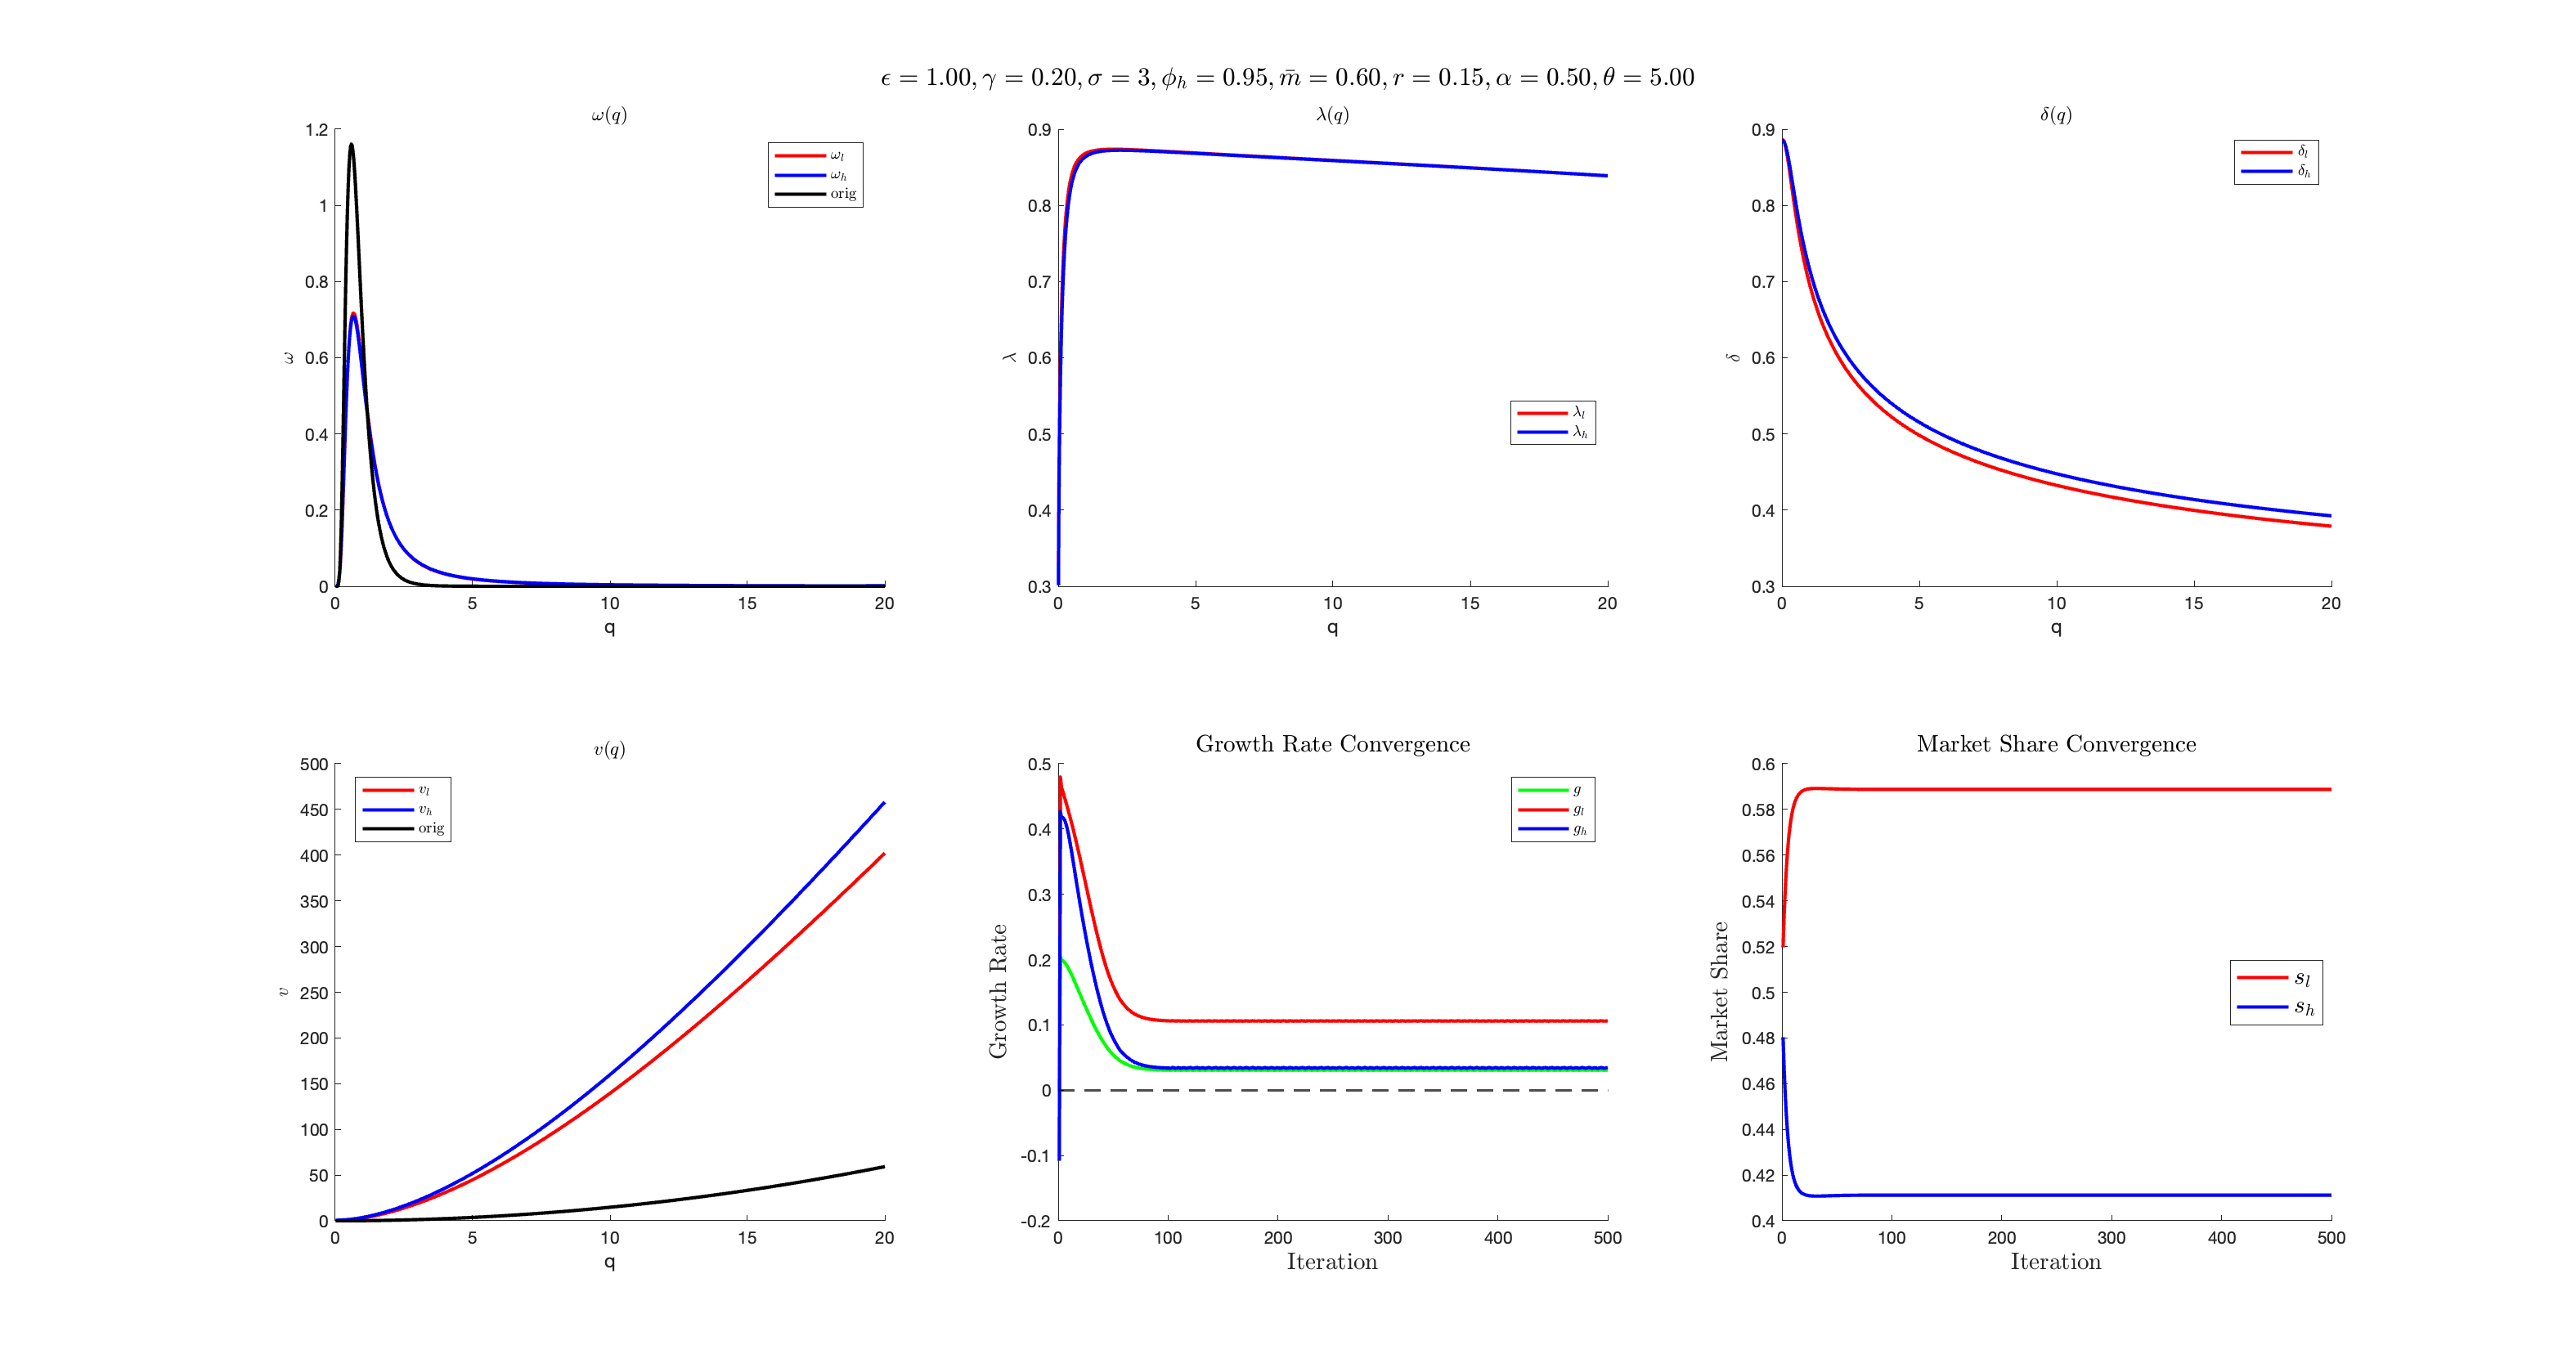 ϵ = 1.00, γ = 0.20, σ = 3, ϕ_h = 0.95, m̄ = 0.60, r = 0.15, α = 0.50, θ = 5.00
ω(q)
1.2
1
0.8
0.6
0.4
0.2
0
ω
ω_l
ω_h
orig
0 5 10 15 20
q
λ(q)
0.9
0.8
0.7
0.6
0.5
0.4
0.3
λ
λ_l
λ_h
0 5 10 15 20
q
δ(q)
0.9
0.8
0.7
0.6
0.5
0.4
0.3
δ
δ_l
δ_h
0 5 10 15 20
q
v(q)
500
450
400
350
300
250
200
150
100
50
0
v
v_l
v_h
orig
0 5 10 15 20
q
Growth Rate Convergence
0.5
0.4
0.3
0.2
0.1
0
-0.1
-0.2
Growth Rate
g
g_l
g_h
0 100 200 300 400 500
Iteration
Market Share Convergence
0.6
0.58
0.56
0.54
0.52
0.5
0.48
0.46
0.44
0.42
0.4
Market Share
s_l
s_h
0 100 200 300 400 500
Iteration